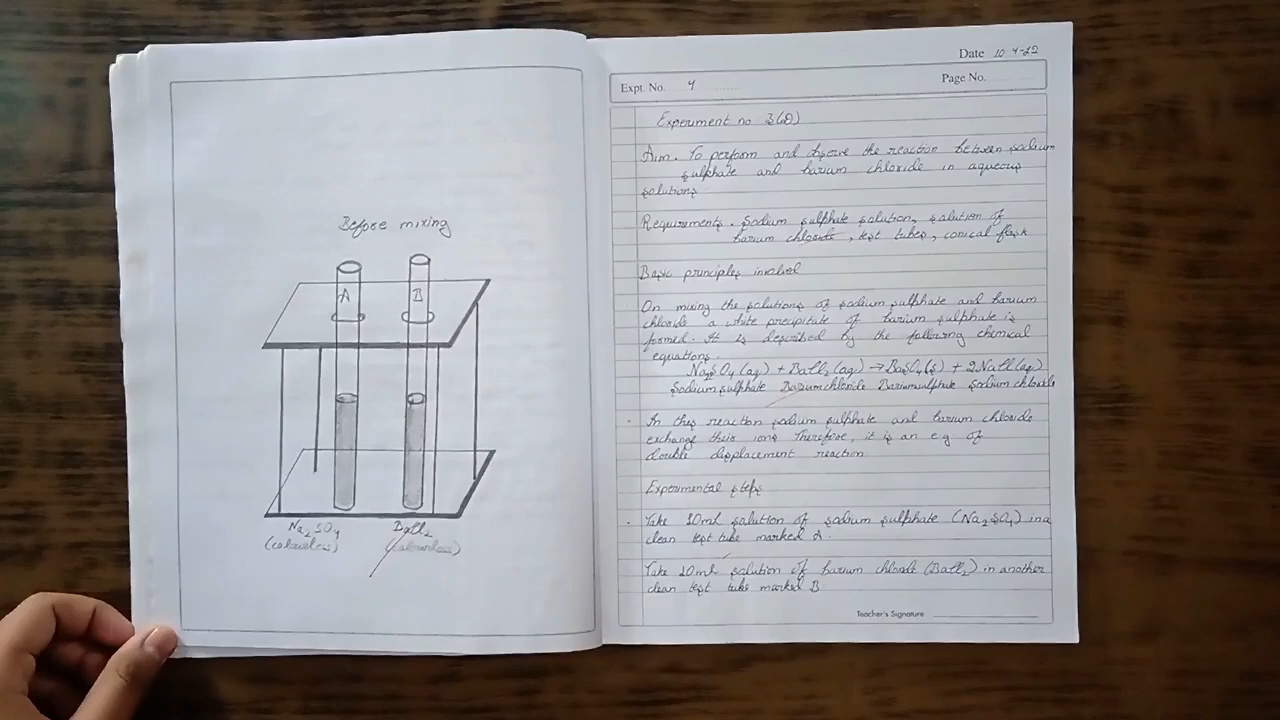 Before mixing
A B
Na2SO4 BaCl2
(colourless) (colourless)
Date 10-4-22
Expt. No. 4 Page No.
Experiment no 3(D)
Aim. To perform and observe the reaction between sodium
sulphate and barium chloride in aqueous
solutions
Requirments. Sodium sulphate solution, solution of
barium chloride, test tubes, conical flask
Basic principles involved
On mixing the solutions of sodium sulphate and barium
chloride a white precipitate of barium sulphate is
formed. It is described by the following chemical
equations.
Na2SO4(aq) + BaCl2(aq) → BaSO4(s) + 2NaCl(aq)
Sodium sulphate Barium chloride Barium sulphate Sodium chloride
In this reaction sodium sulphate and barium chloride
exchange their ions Therefore, it is an e.g of
double displacement reaction
Experimental steps
Take 10ml solution of sodium sulphate (Na2SO4) in a
clean test tube marked A.
Take 10ml solution of barium chloride (BaCl2) in another
clean test tube marked B
Teacher's Signature